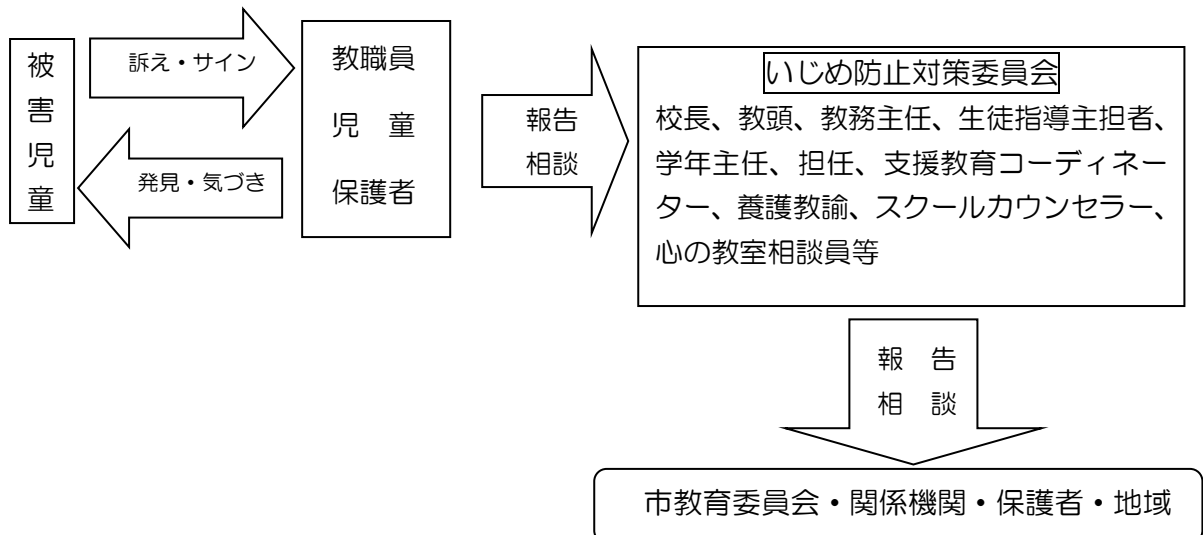 被害児童
訴え・サイン
発見・気づき
教職員
児　童
保護者
報告
相談
いじめ防止対策委員会
校長、教頭、教務主任、生徒指導主担者、
学年主任、担任、支援教育コーディネー
ター、養護教諭、スクールカウンセラー、
心の教室相談員等
報　告
相　談
市教育委員会・関係機関・保護者・地域